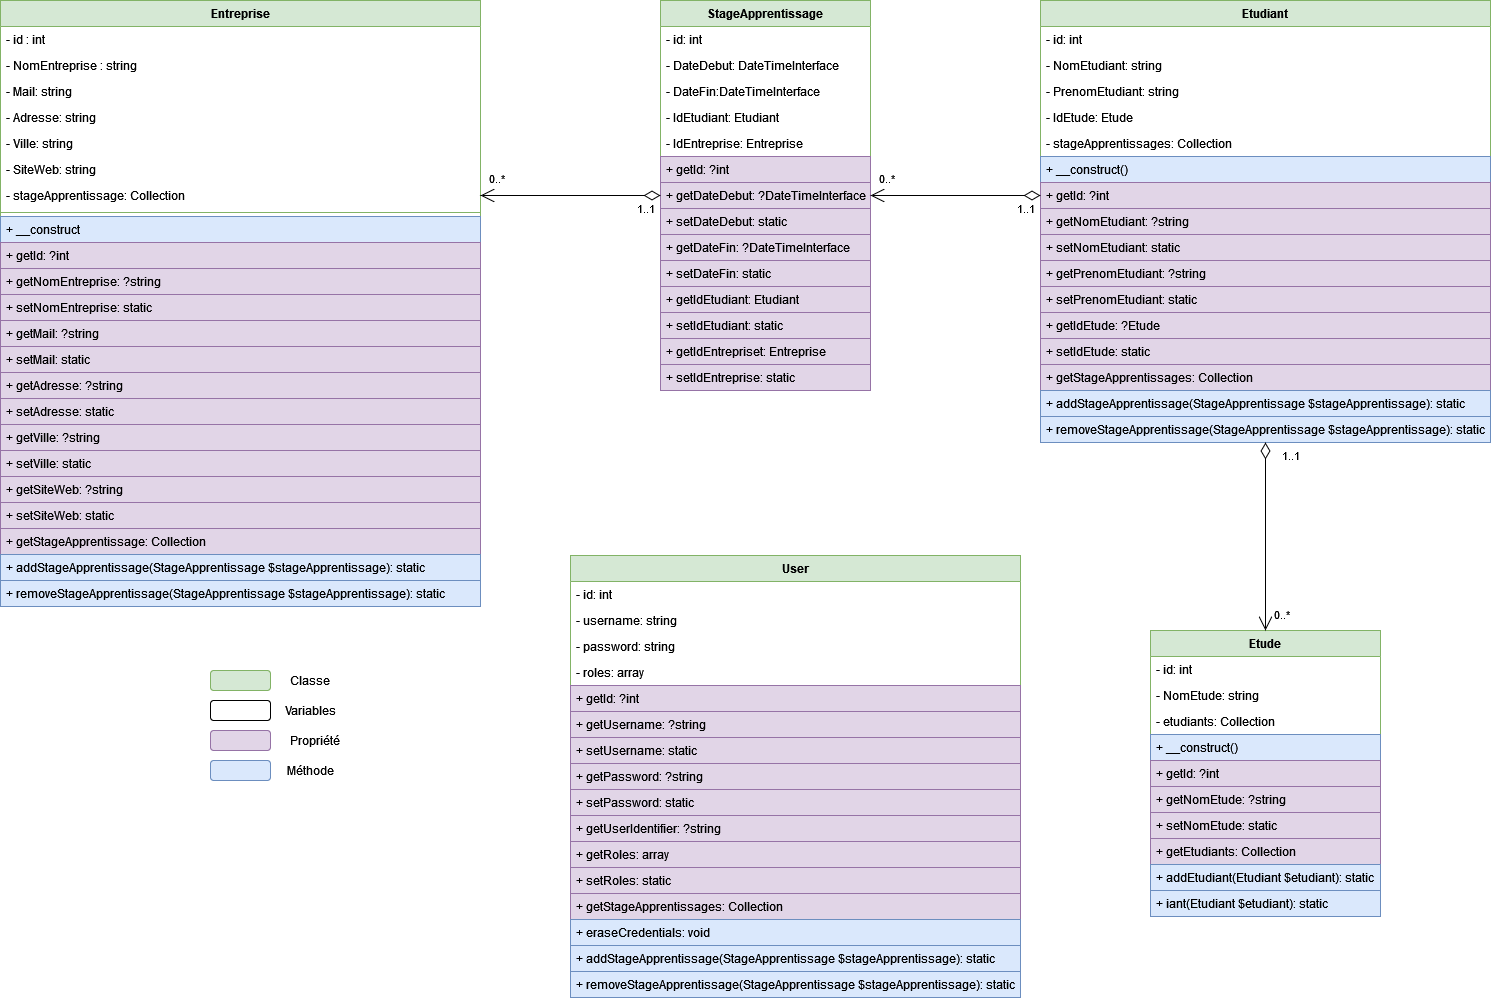 Entreprise
- id : int
- NomEntreprise : string
- Mail: string
- Adresse: string
- Ville: string
- SiteWeb: string
- stageApprentissage: Collection
+ __construct
+ getId: ?int
+ getNomEntreprise: ?string
+ setNomEntreprise: static
+ getMail: ?string
+ setMail: static
+ getAdresse: ?string
+ setAdresse: static
+ getVille: ?string
+ setVille: static
+ getSiteWeb: ?string
+ setSiteWeb: static
+ getStageApprentissage: Collection
+ addStageApprentissage(StageApprentissage $stageApprentissage): static
+ removeStageApprentissage(StageApprentissage $stageApprentissage): static
0..*
1..1
StageApprentissage
- id: int
- DateDebut: DateTimeInterface
- DateFin:DateTimeInterface
- IdEtudiant: Etudiant
- IdEntreprise: Entreprise
+ getId: ?int
+ getDateDebut: ?DateTimeInterface
+ setDateDebut: static
+ getDateFin: ?DateTimeInterface
+ setDateFin: static
+ getIdEtudiant: Etudiant
+ setIdEtudiant: static
+ getIdEntrepriset: Entreprise
+ setIdEntreprise: static
0..*
1..1
Etudiant
- id: int
- NomEtudiant: string
- PrenomEtudiant: string
- IdEtude: Etude
- stageApprentissages: Collection
+ __construct()
+ getId: ?int
+ getNomEtudiant: ?string
+ setNomEtudiant: static
+ getPrenomEtudiant: ?string
+ setPrenomEtudiant: static
+ getIdEtude: ?Etude
+ setIdEtude: static
+ getStageApprentissages: Collection
+ addStageApprentissage(StageApprentissage $stageApprentissage): static
+ removeStageApprentissage(StageApprentissage $stageApprentissage): static
1..1
0..*
User
- id: int
- username: string
- password: string
- roles: array
+ getId: ?int
+ getUsername: ?string
+ setUsername: static
+ getPassword: ?string
+ setPassword: static
+ getUserIdentifier: ?string
+ getRoles: array
+ setRoles: static
+ getStageApprentissages: Collection
+ eraseCredentials: void
+ addStageApprentissage(StageApprentissage $stageApprentissage): static
+ removeStageApprentissage(StageApprentissage $stageApprentissage): static
Etude
- id: int
- NomEtude: string
- etudiants: Collection
+ __construct()
+ getId: ?int
+ getNomEtude: ?string
+ setNomEtude: static
+ getEtudiants: Collection
+ addEtudiant(Etudiant $etudiant): static
+ iant(Etudiant $etudiant): static
Classe
Variables
Propriété
Méthode